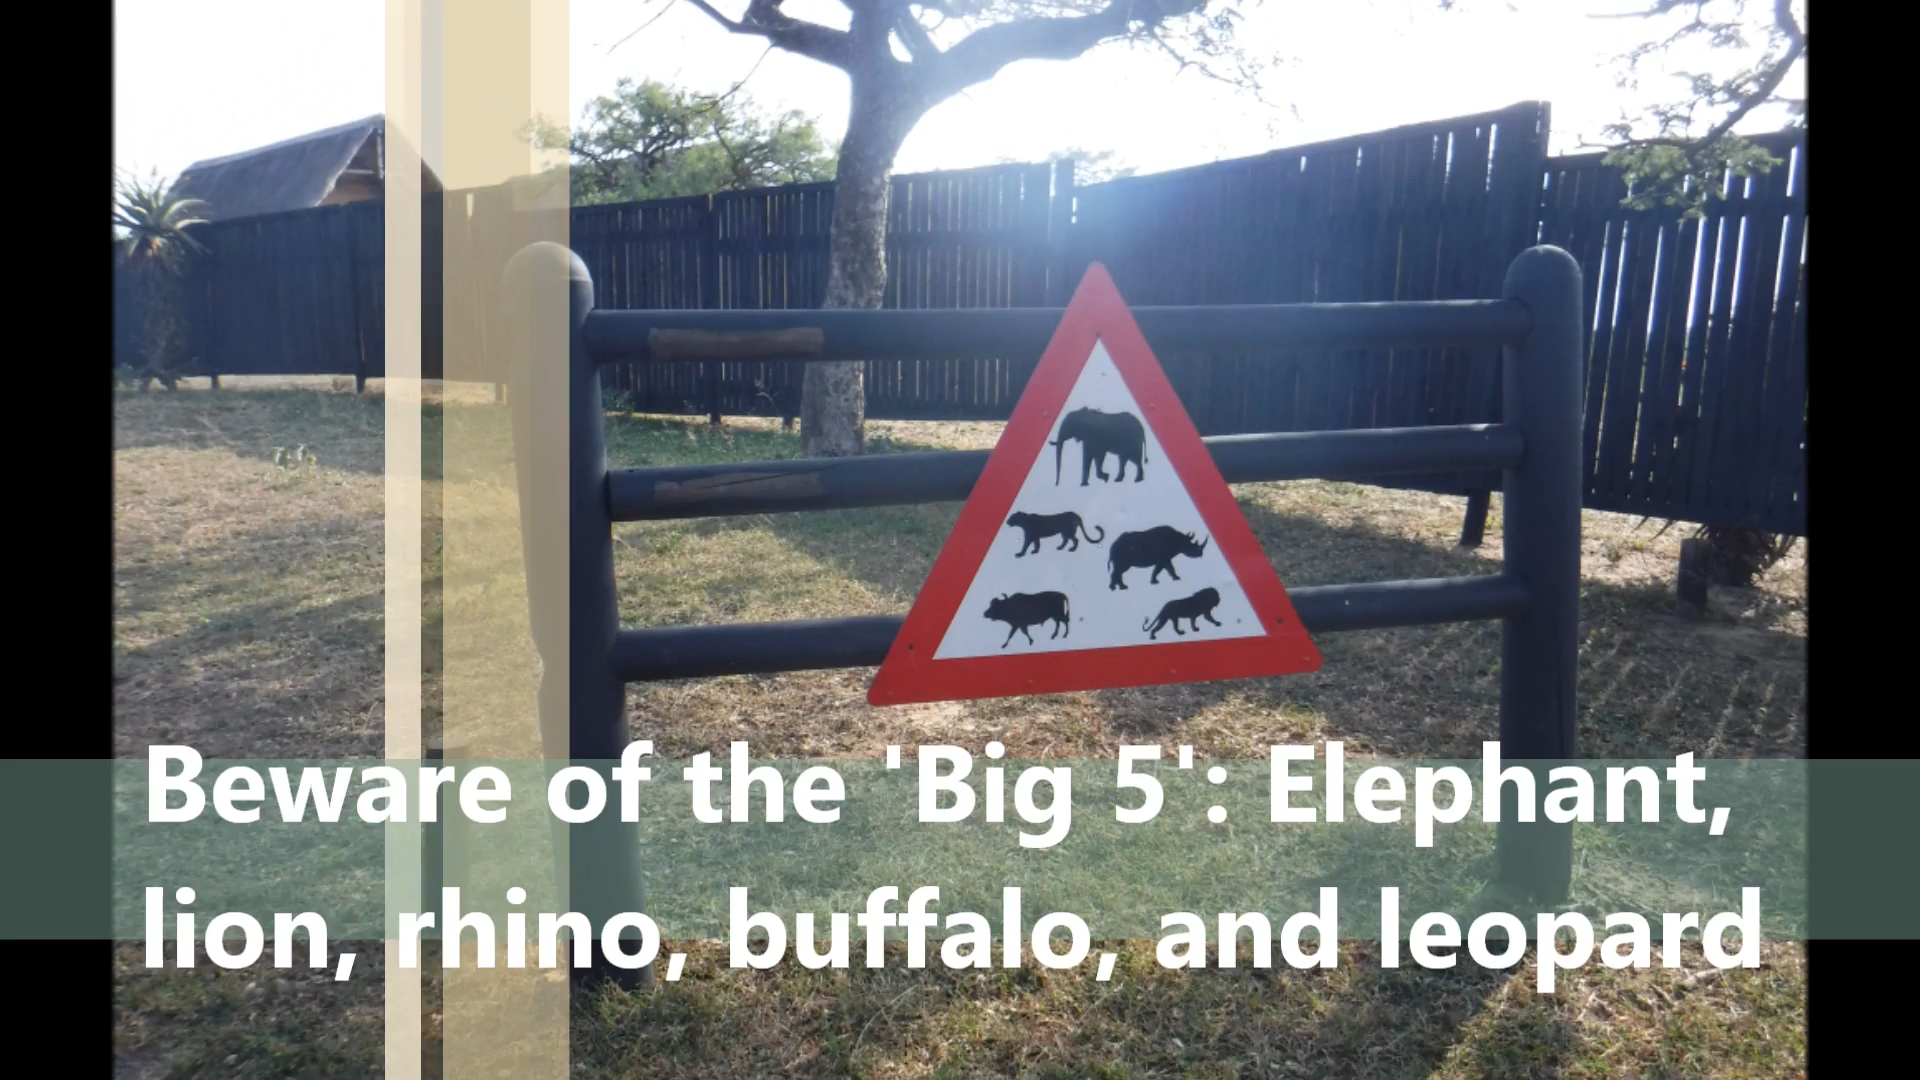 Beware of the 'Big 5': Elephant,
lion, rhino, buffalo, and leopard